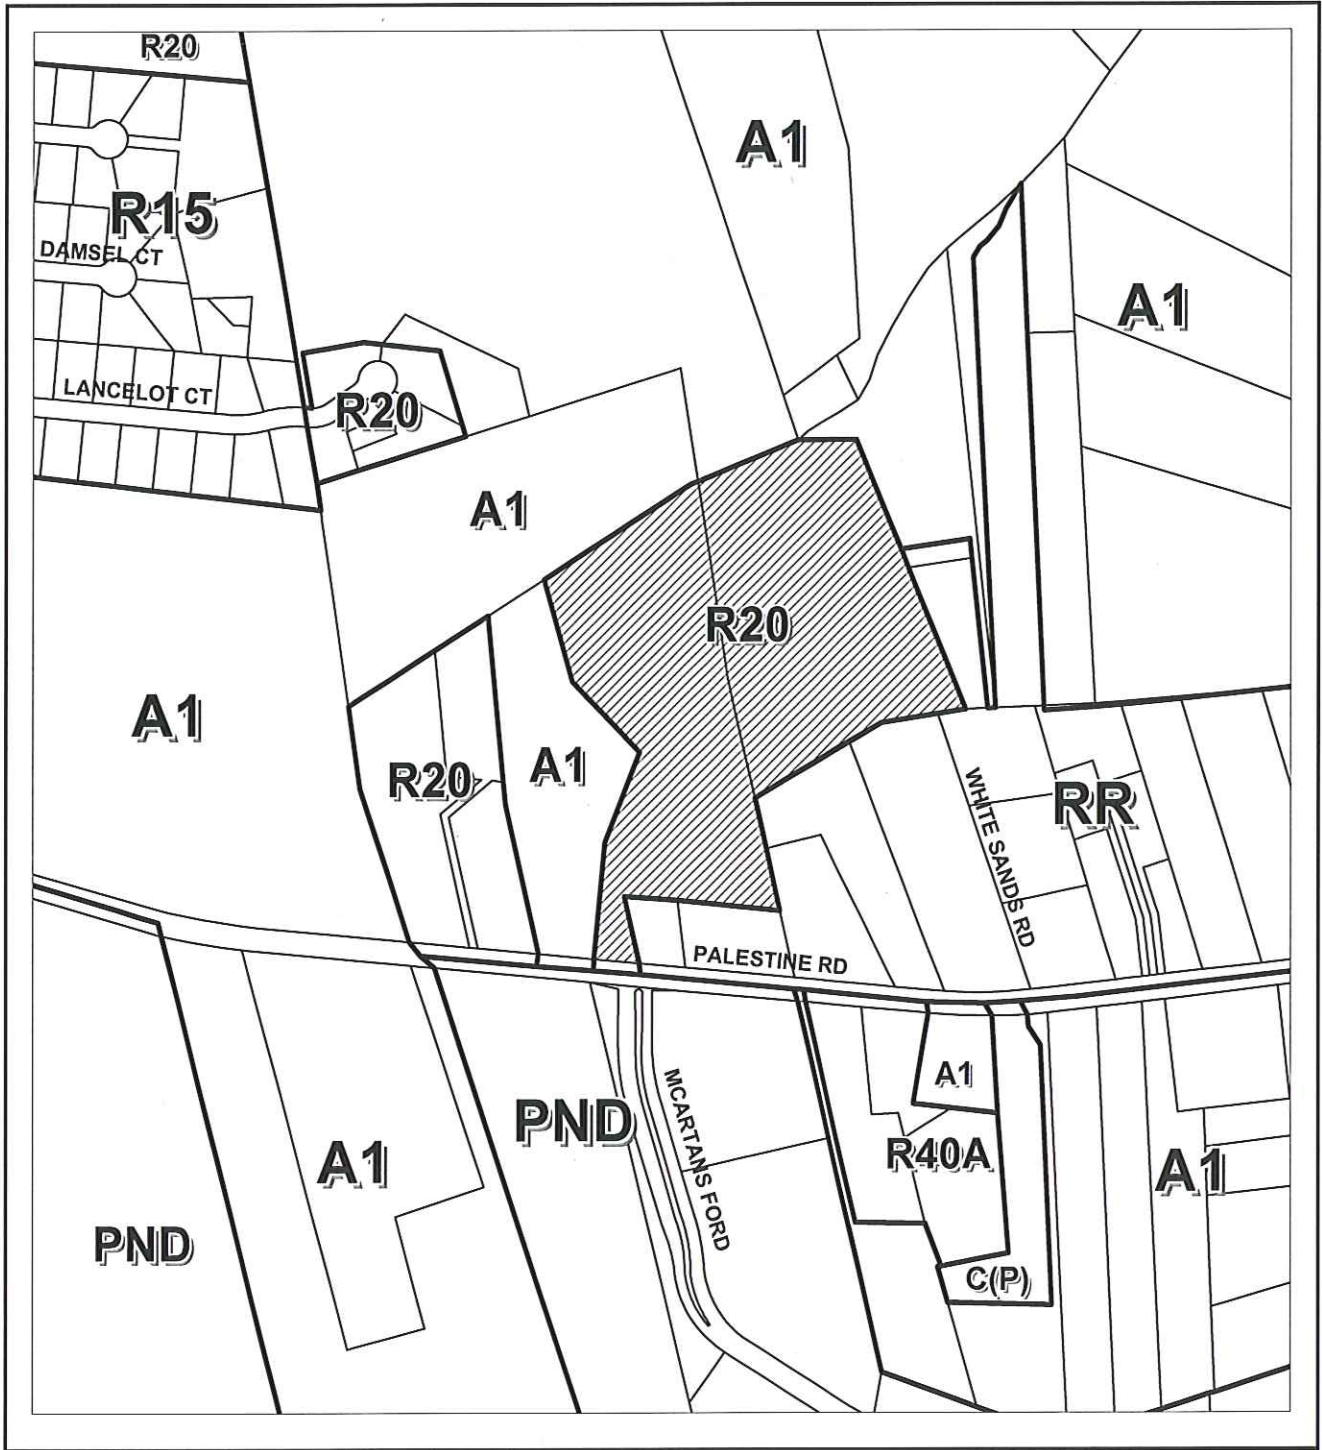 R20
A1
R15
DAMSEL CT
A1
LANCELOT CT
R20
A1
R20
A1
R20
A1
RR
WHITE SANDS RD
PALESTINE RD
A1
MCARTANS FORD
PND
R40A
A1
A1
PND
C(P)